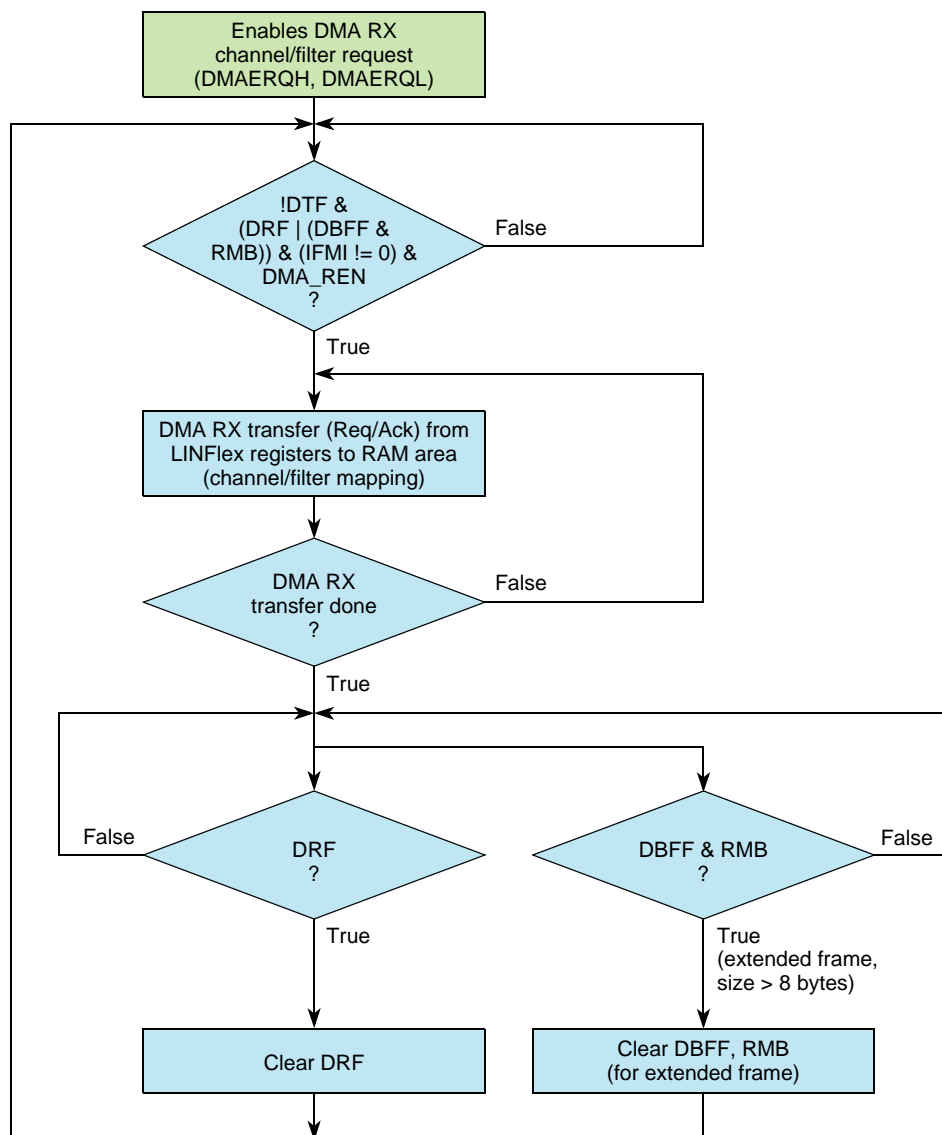 Enables DMA RX
channel/filter request
(DMAERQH, DMAERQL)
!DTF &
(DRF | (DBFF &
RMB)) & (IFMI != 0) &
DMA_REN
?
False
True
DMA RX transfer (Req/Ack) from
LINFlex registers to RAM area
(channel/filter mapping)
DMA RX
transfer done
?
False
True
False
DRF
?
DBFF & RMB
?
False
True
True
(extended frame,
size > 8 bytes)
Clear DRF
Clear DBFF, RMB
(for extended frame)